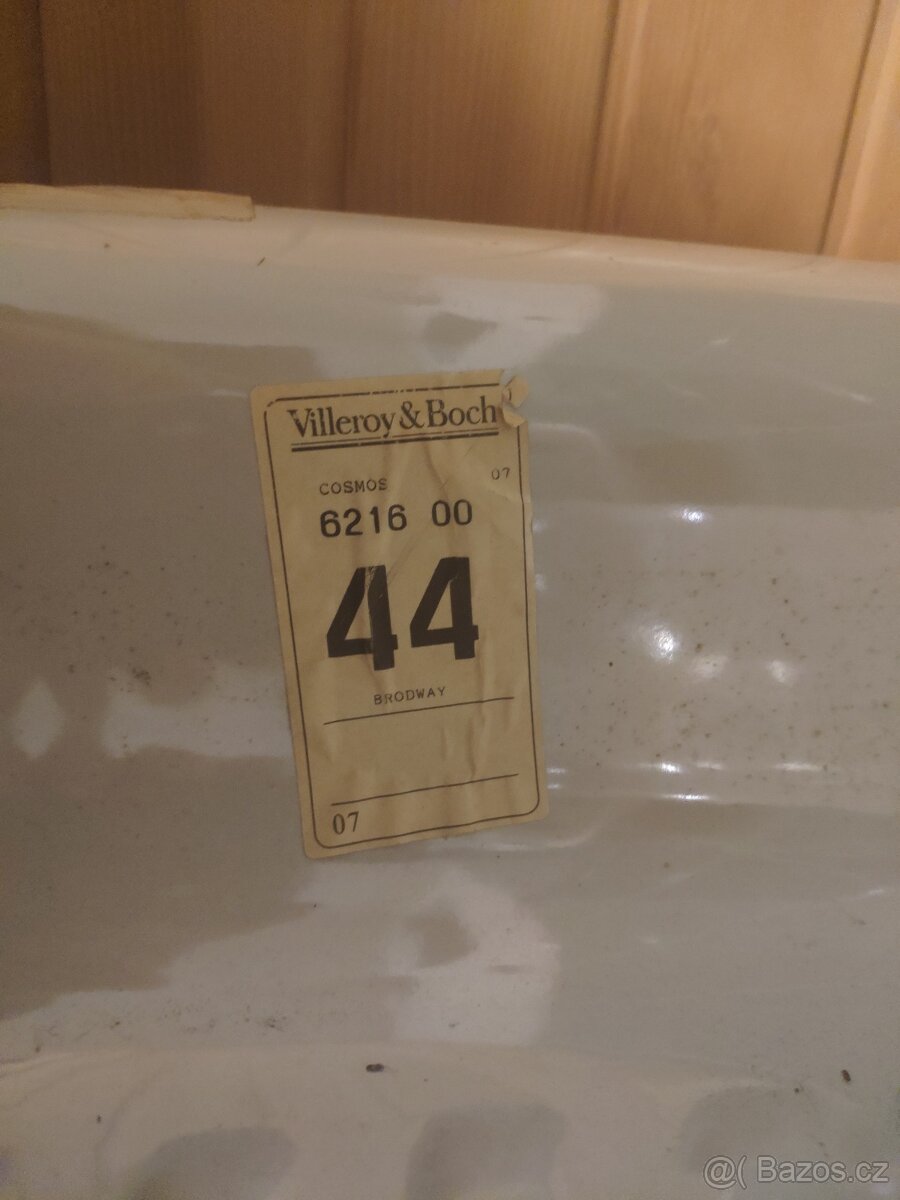 Villeroy & Boch
07
COSMOS
6216 00
44
BRODWAY
07
@( Bazos.cz